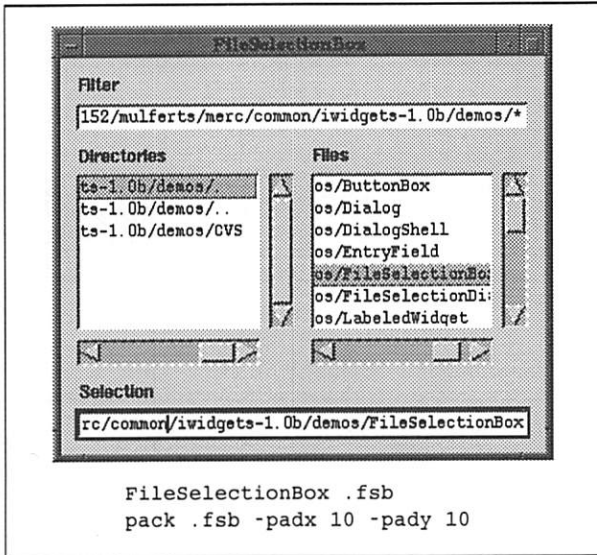 FileSelectionBox
Filter
152/mulferts/merc/common/iwidgets-1.0b/demos/*
Directories
ts-1.0b/demos/.
ts-1.0b/demos/..
ts-1.0b/demos/CVS
Files
os/ButtonBox
os/Dialog
os/DialogShell
os/EntryField
os/FileSelectionBo
os/FileSelectionDi
os/LabeledWidget
Selection
rc/common/iwidgets-1.0b/demos/FileSelectionBox
FileSelectionBox .fsb
pack .fsb -padx 10 -pady 10